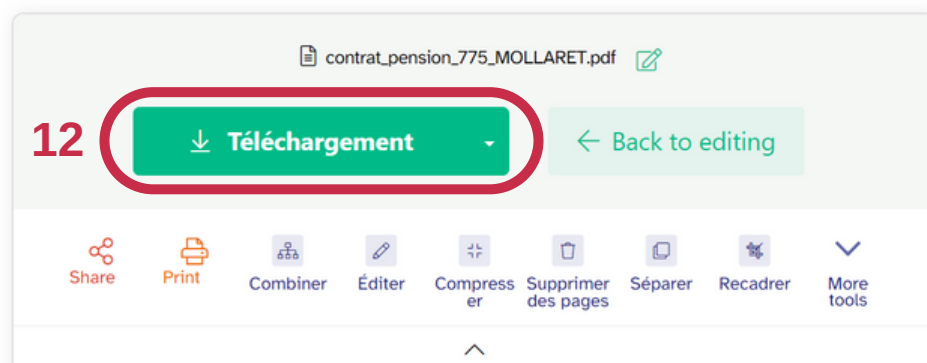 contrat_pension_775_MOLLARET.pdf
12
Téléchargement
Back to editing
Share
Print
Combiner
Éditer
Compress
er
Supprimer
des pages
Séparer
Recadrer
More
tools